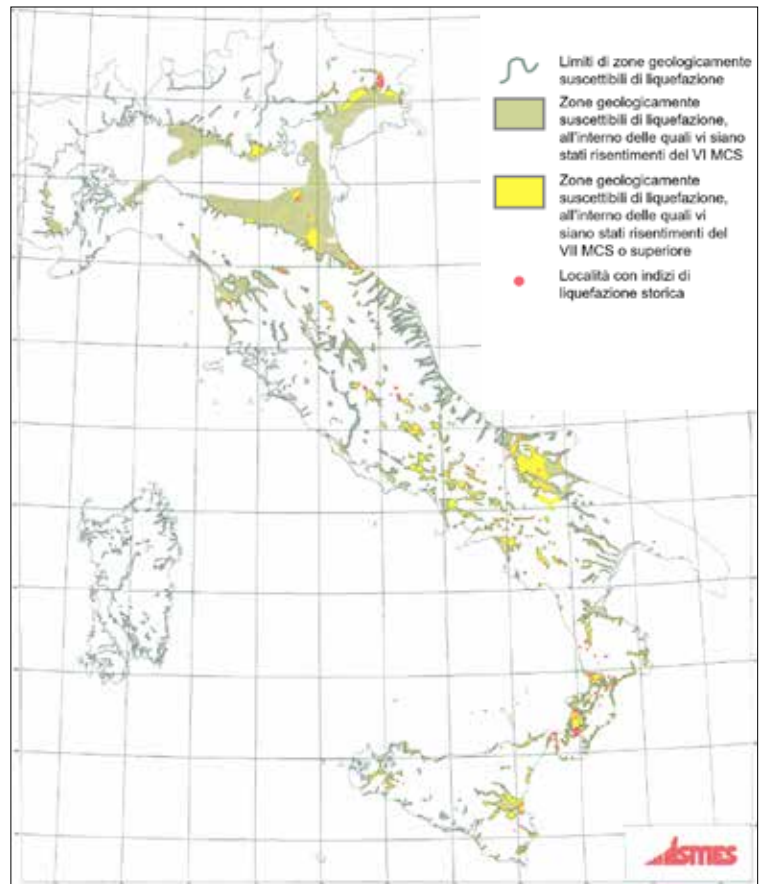 Limiti di zone geologicamente
suscettibili di liquefazione
Zone geologicamente
suscettibili di liquefazione,
all'interno delle quali vi siano
stati risentimenti del VI MCS
Zone geologicamente
suscettibili di liquefazione,
all'interno delle quali vi
siano stati risentimenti del
VII MCS o superiore
Località con indizi di
liquefazione storica
ISMES